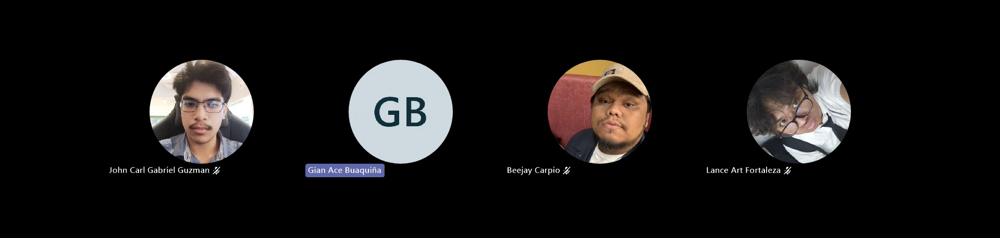 GB
John Carl Gabriel Guzman
Gian Ace Buaquiña
Beejay Carpio
Lance Art Fortaleza